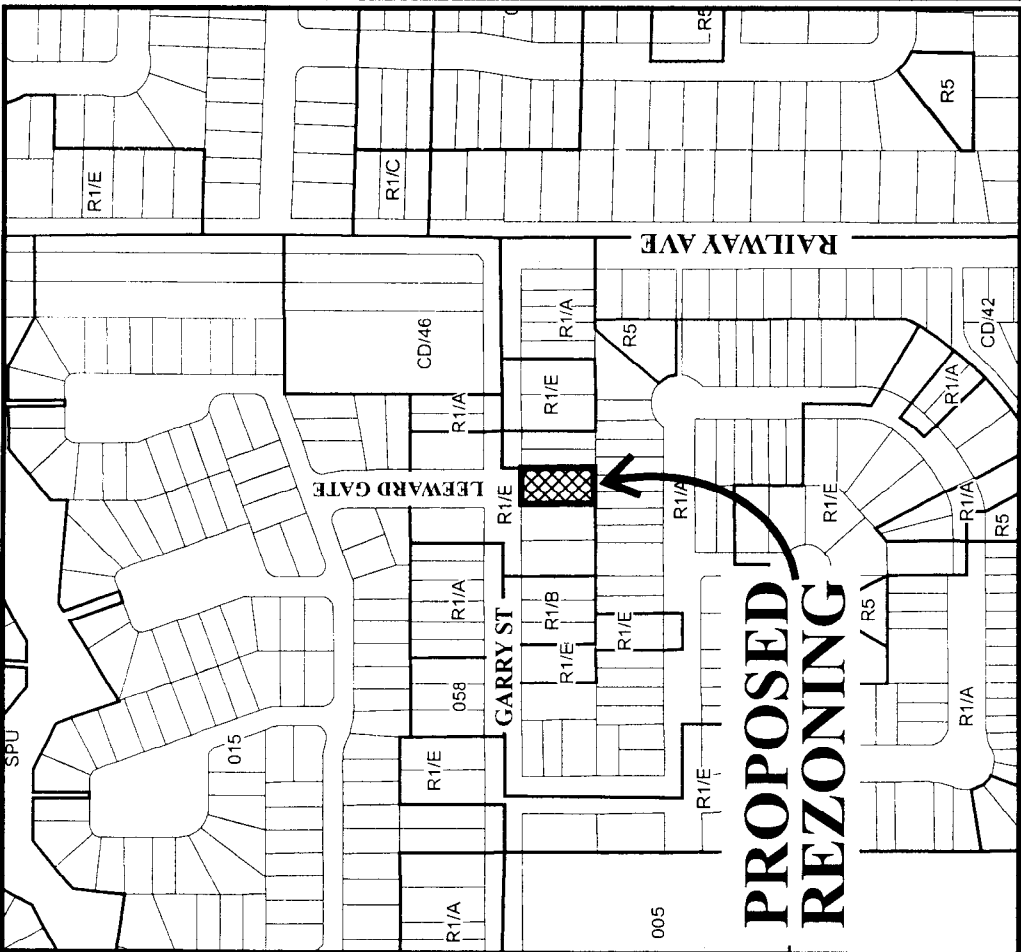 R5
R5
R1/E
R1/C
RAILWAY AVE
R1/A
CD/46
R5
CD/42
R1/E
R1/A
R1/A
LEEWARD GATE
R1/E
R1/A
R1/E
R1/A
R5
R1/A
R1/B
R1/E
R1/E
R5
GARRY ST
058
R1/A
PROPOSED
REZONING
SPU
015
R1/E
R1/E
R1/A
005